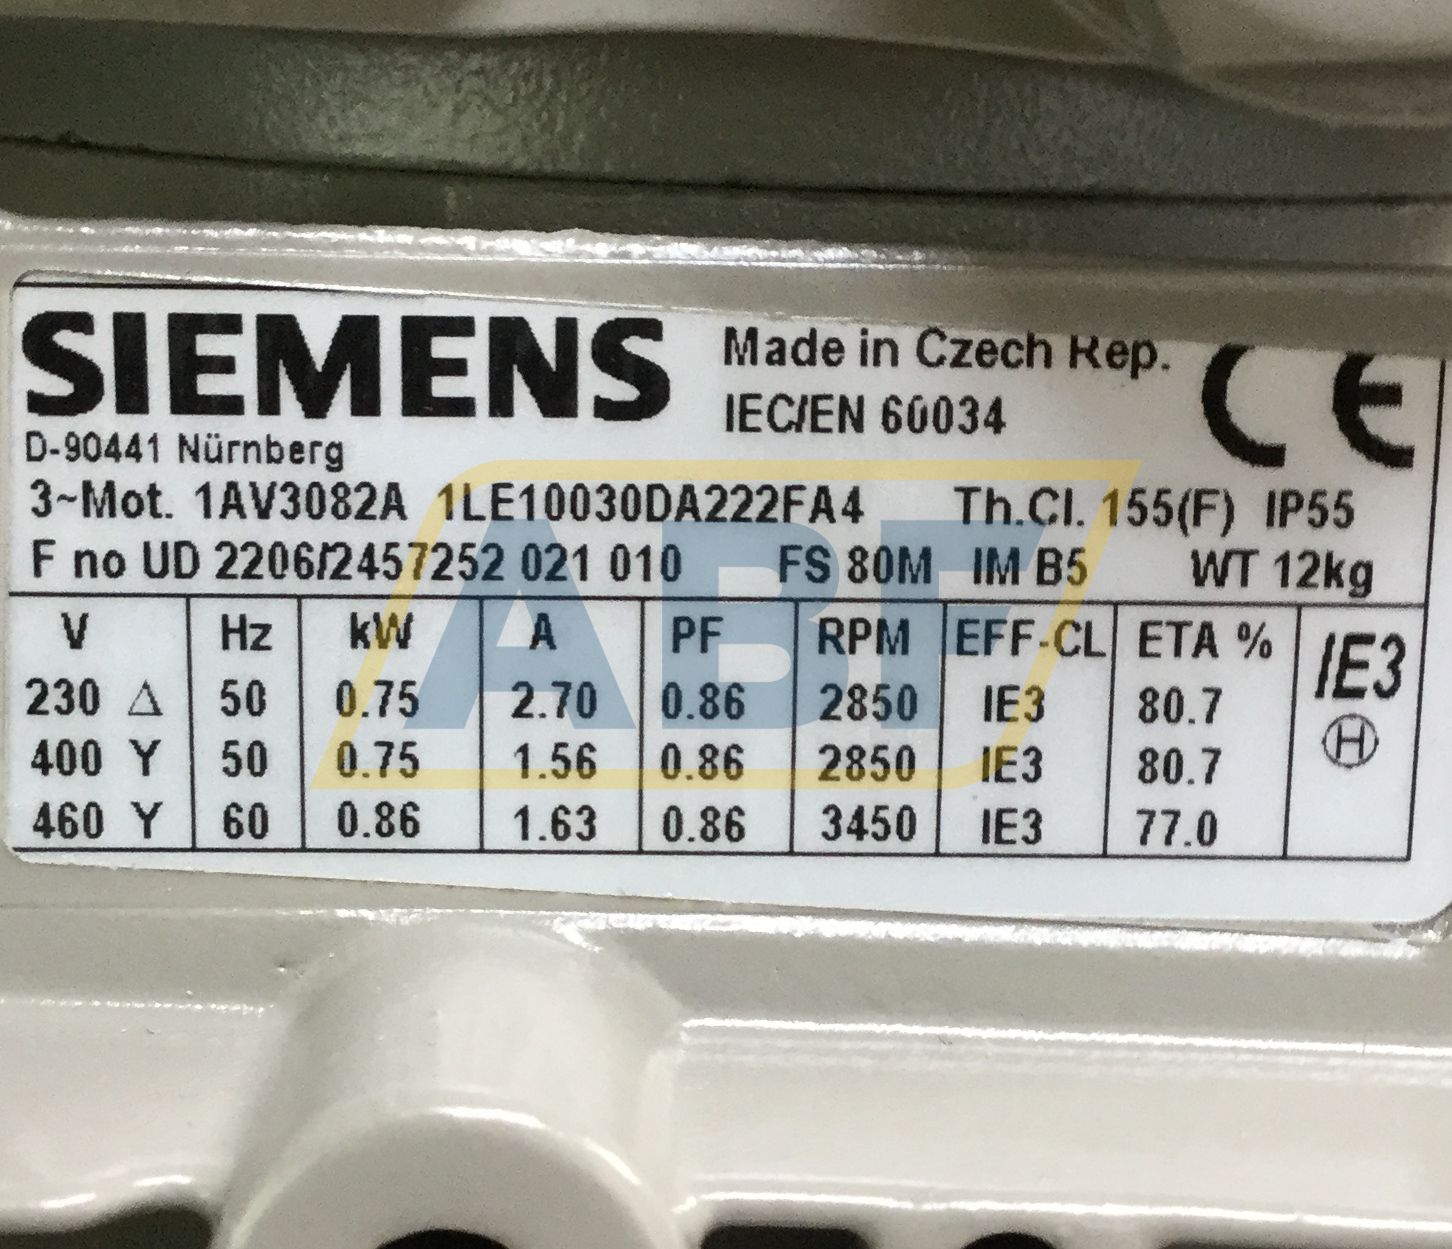 SIEMENS
Made in Czech Rep.
IEC/EN 60034
CE
D-90441 Nürnberg
3~Mot. 1AV3082A 1LE10030DA222FA4 Th.Cl. 155(F) IP55
F no UD 2206/2457252 021 010 FS 80M IM B5 WT 12kg
V Hz kW A PF RPM EFF-CL ETA % IE3
230 Δ 50 0.75 2.70 0.86 2850 IE3 80.7
H
400 Y 50 0.75 1.56 0.86 2850 IE3 80.7
460 Y 60 0.86 1.63 0.86 3450 IE3 77.0
ABF